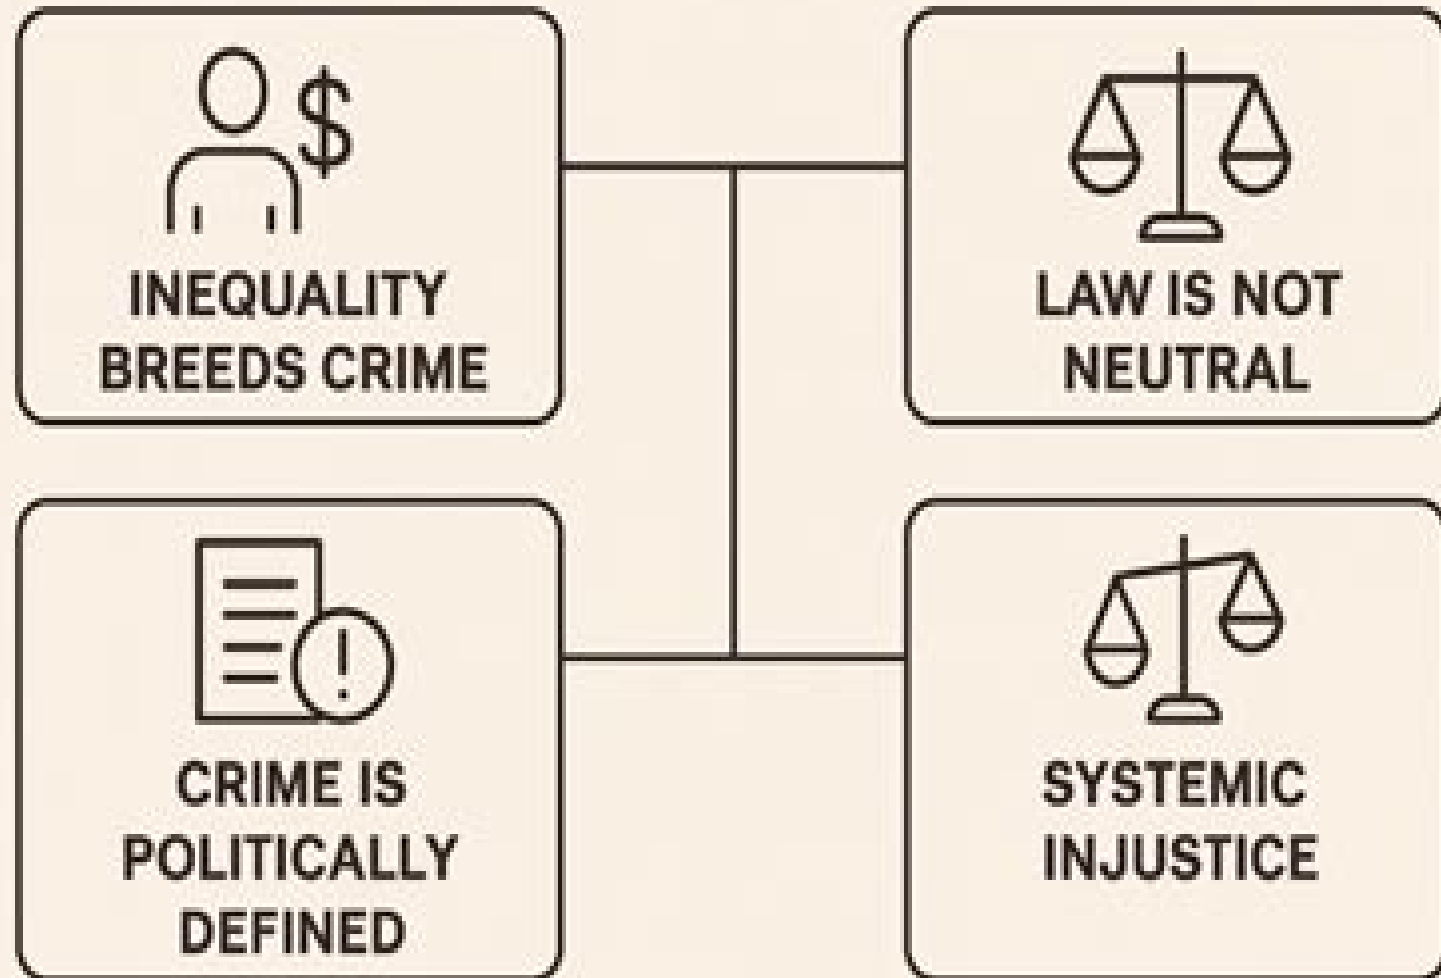 $
INEQUALITY
BREEDS CRIME
LAW IS NOT
NEUTRAL
!
CRIME IS
POLITICALLY
DEFINED
SYSTEMIC
INJUSTICE